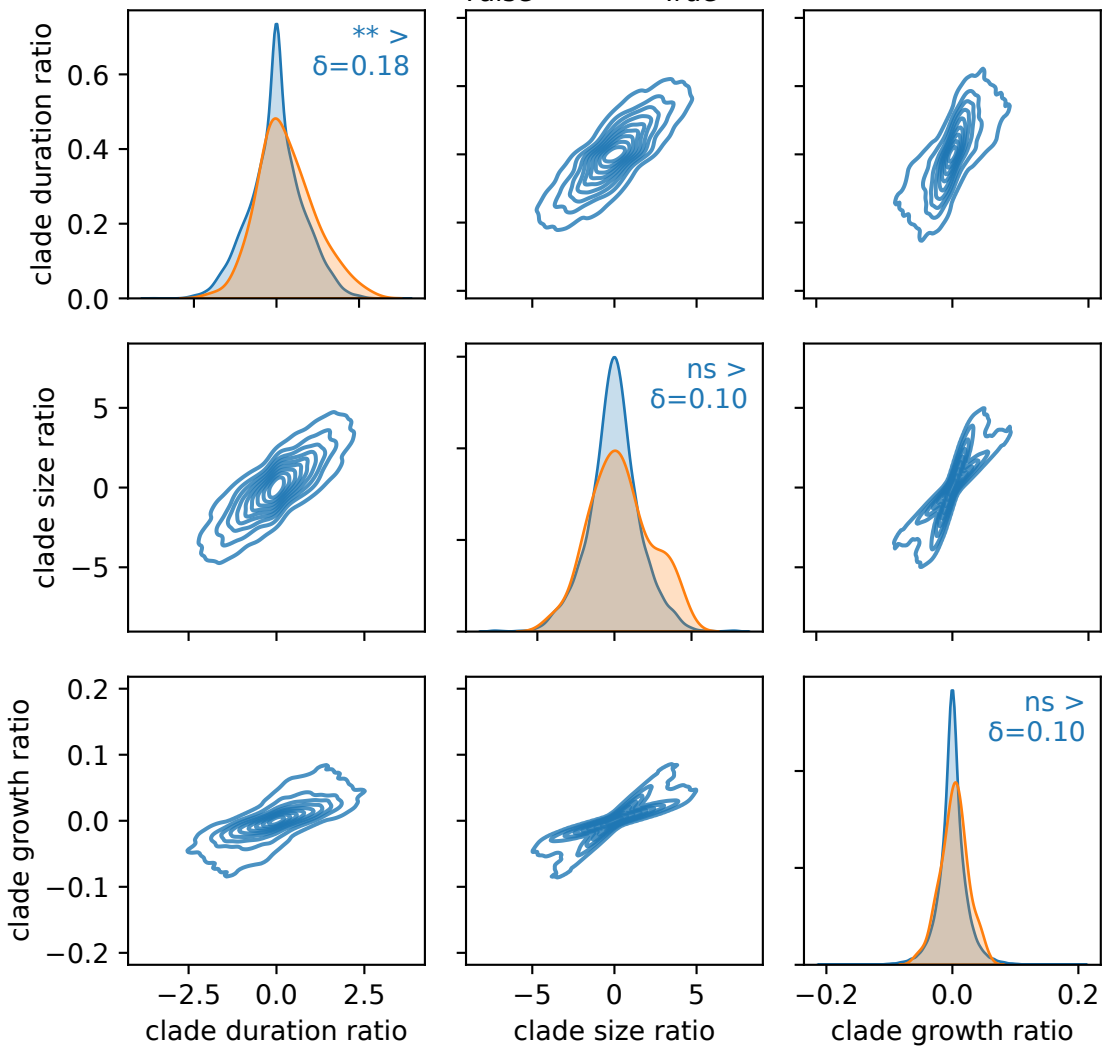 ** >
δ=0.18
clade duration ratio
0.6
0.4
0.2
0.0
ns >
δ=0.10
clade size ratio
5
0
−5
ns >
δ=0.10
clade growth ratio
0.2
0.1
0.0
−0.1
−0.2
−2.5 0.0 2.5
−5 0 5
−0.2 0.0 0.2
clade duration ratio
clade size ratio
clade growth ratio